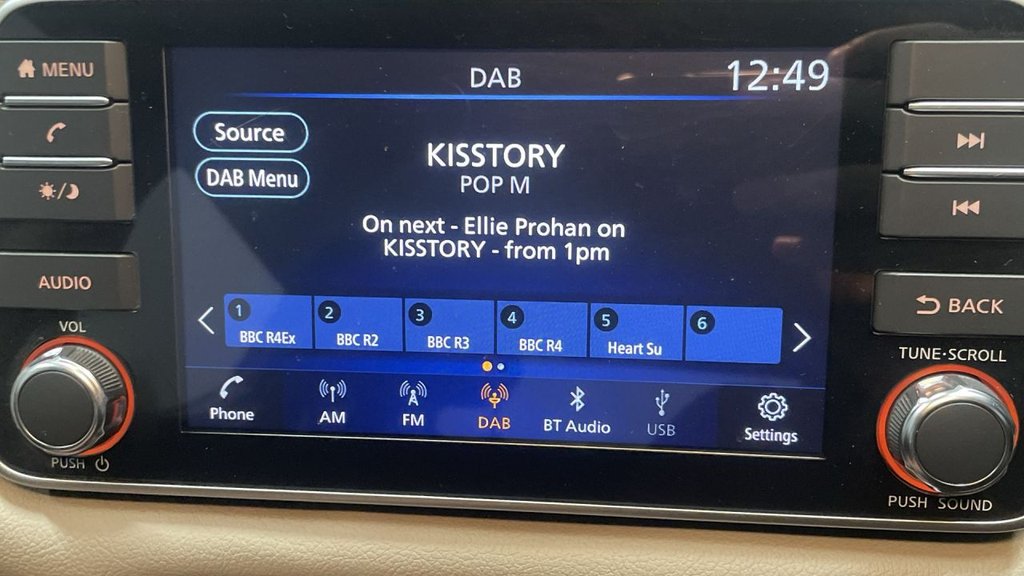 MENU
DAB
12:49
Source
KISSTORY
DAB Menu
POP M
On next - Ellie Prohan on
KISSTORY - from 1pm
AUDIO
BACK
VOL
1
BBC R4Ex
2
BBC R2
3
BBC R3
4
BBC R4
5
Heart Su
6
TUNE·SCROLL
Phone
AM
FM
DAB
BT Audio
USB
Settings
PUSH
PUSH SOUND